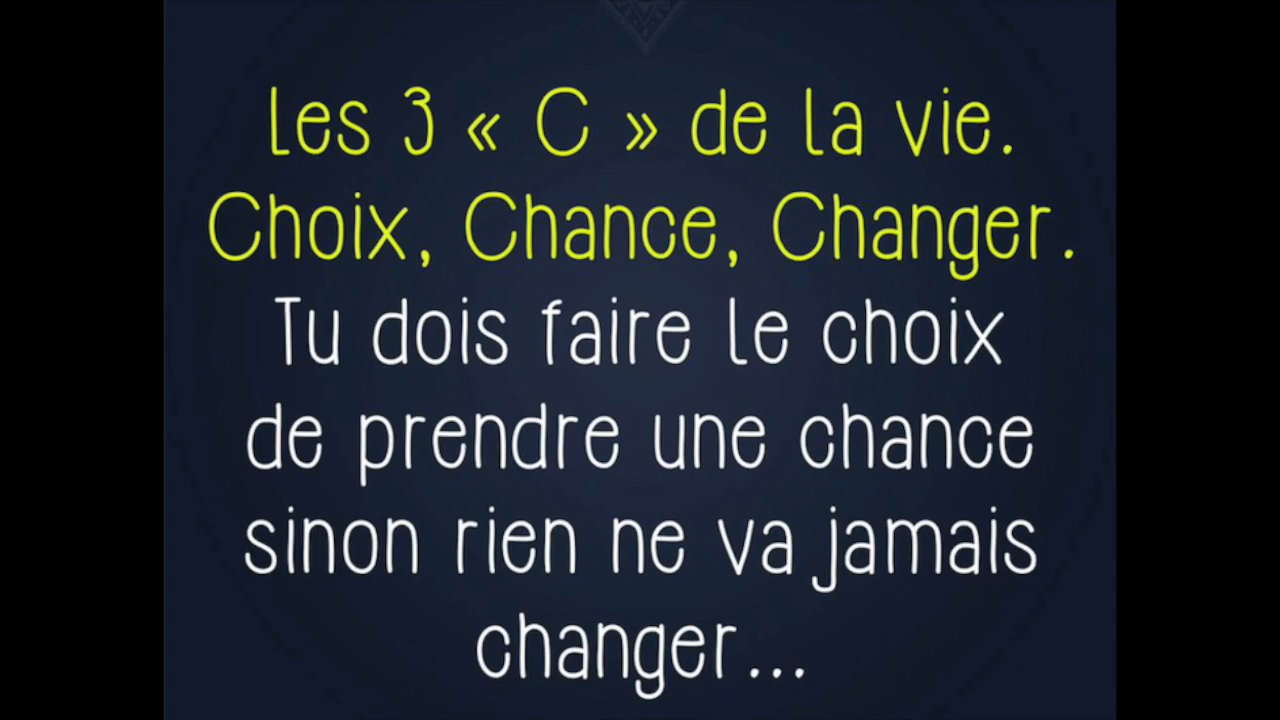 Les 3 « C » de la vie.
Choix, Chance, Changer.
Tu dois faire le choix
de prendre une chance
sinon rien ne va jamais
changer...